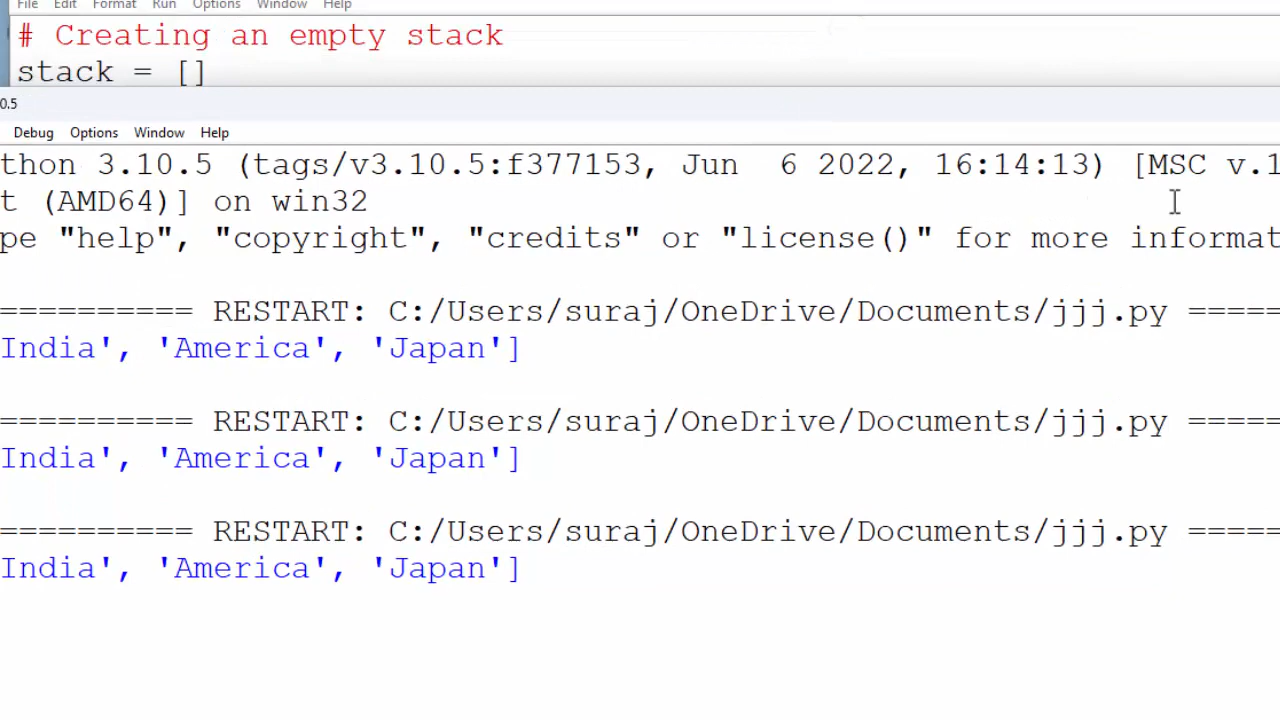 File Edit Format Run Options Window Help
# Creating an empty stack
stack = []
0.5
Debug Options Window Help
thon 3.10.5 (tags/v3.10.5:f377153, Jun  6 2022, 16:14:13) [MSC v.1
t (AMD64)] on win32
pe "help", "copyright", "credits" or "license()" for more informat
========== RESTART: C:/Users/suraj/OneDrive/Documents/jjj.py =====
India', 'America', 'Japan']
========== RESTART: C:/Users/suraj/OneDrive/Documents/jjj.py =====
India', 'America', 'Japan']
========== RESTART: C:/Users/suraj/OneDrive/Documents/jjj.py =====
India', 'America', 'Japan']